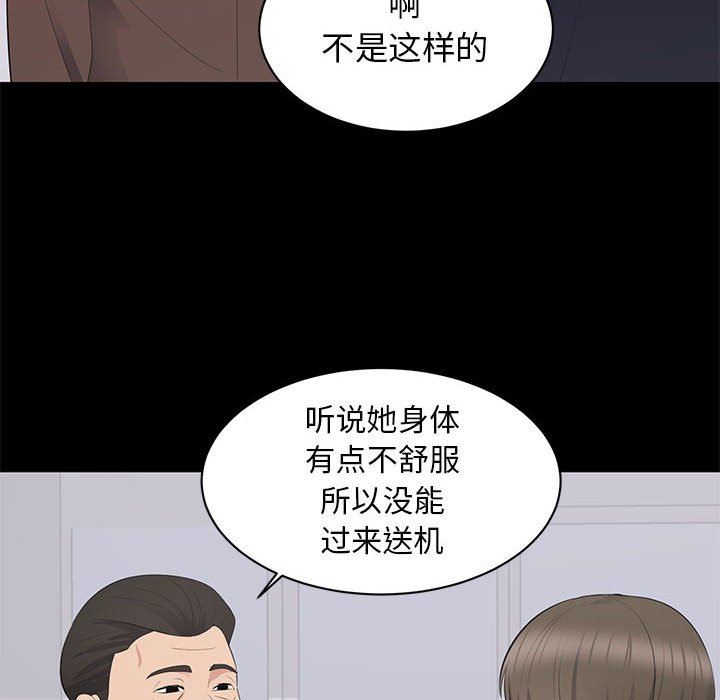 啊
不是这样的
听说她身体
有点不舒服
所以没能
过来送机